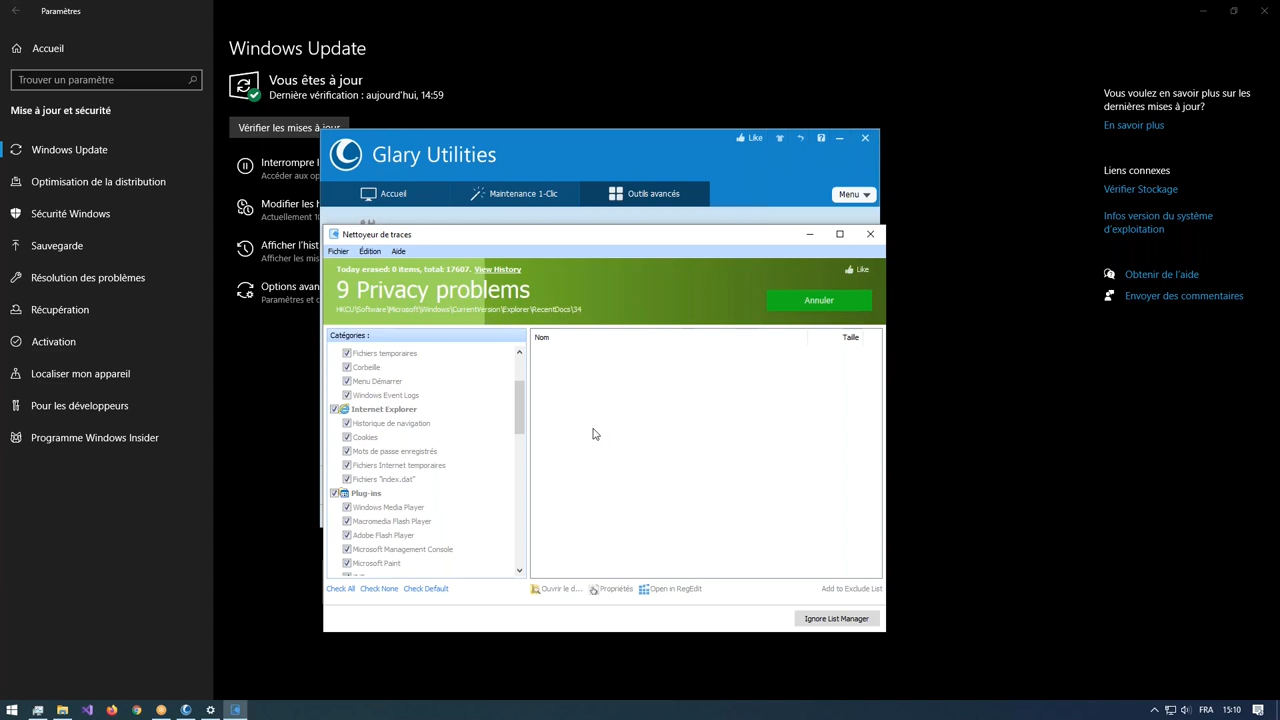 Paramètres
Accueil
Trouver un paramètre
Mise à jour et sécurité
Optimisation de la distribution
Sécurité Windows
Sauvegarde
Résolution des problèmes
Récupération
Activation
Localiser mon appareil
Programme Windows Insider
Windows Update
Vous êtes à jour
Dernière vérification : aujourd'hui, 14:59
Vérifier les mises à jour
Interrompre l
Accéder aux op
Modifier les h
Actuellement 10
Afficher l'hist
Afficher les mis
Options avan
Paramètres et c
Vous voulez en savoir plus sur les
dernières mises à jour?
En savoir plus
Liens connexes
Vérifier Stockage
Infos version du système
d'exploitation
Obtenir de l'aide
Envoyer des commentaires
Like
Glary Utilities
Accueil
Maintenance 1-Clic
Outils avancés
Menu
Nettoyeur de traces
Fichier Édition Aide
Today erased: 0 items, total: 17607. View History
Like
9 Privacy problems
Annuler
HKCU\Software\Microsoft\Windows\CurrentVersion\Explorer\RecentDocs\34
Catégories :
Fichiers temporaires
Corbeille
Menu Démarrer
Windows Event Logs
Internet Explorer
Historique de navigation
Cookies
Mots de passe enregistrés
Fichiers Internet temporaires
Fichiers "index.dat"
Plug-ins
Windows Media Player
Macromedia Flash Player
Adobe Flash Player
Microsoft Management Console
Microsoft Paint
Nom
Taille
Check All Check None Check Default
Ouvrir le d... Propriétés Open in RegEdit
Add to Exclude List
Ignore List Manager
FRA
15:10